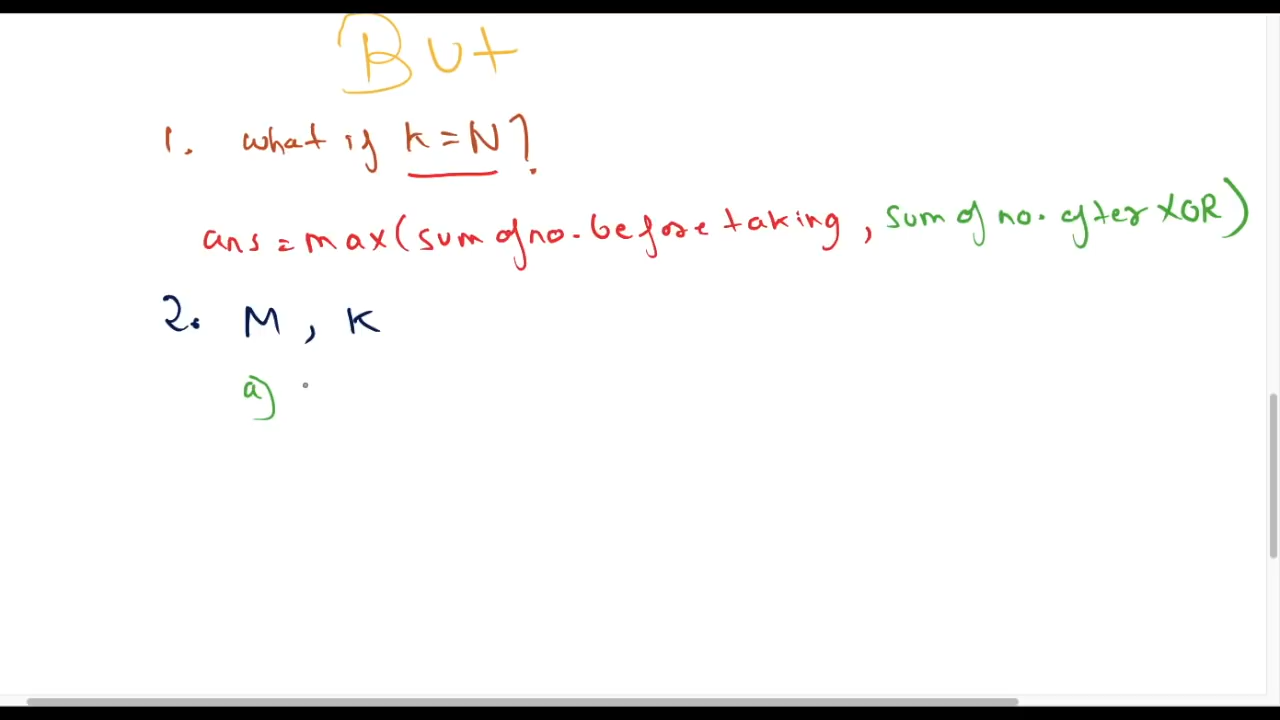 But
1. what if k=N?
ans = max(sum of no. before taking, sum of no. after XOR)
2. M, K
a)